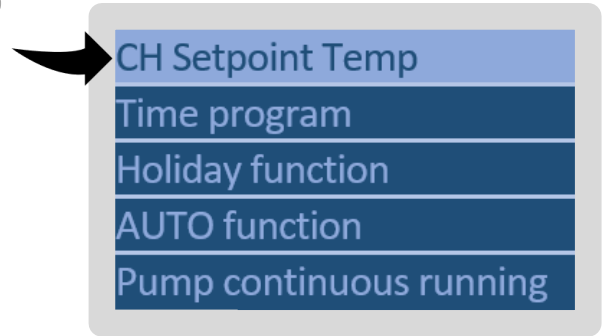 CH Setpoint Temp
Time program
Holiday function
AUTO function
Pump continuous running